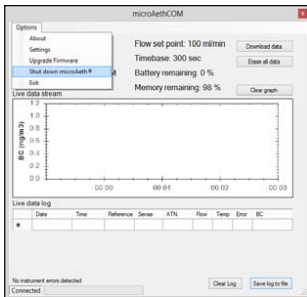 microAethCOM
Options
About
Settings
Upgrade Firmware
Shut down microAeth®
Exit
Flow set point: 100 ml/min
Timebase: 300 sec
Battery remaining: 0 %
Memory remaining: 98 %
Download data
Erase all data
Clear graph
Live data stream
BC (ng/m3)
1.2
1.0
0.8
0.6
0.4
0.2
0.0
00:00 00:01 00:02 00:03
Live data log
Date Time Reference Sense ATN Flow Temp Error BC
No instrument errors detected
Clear Log Save log to file
Connected